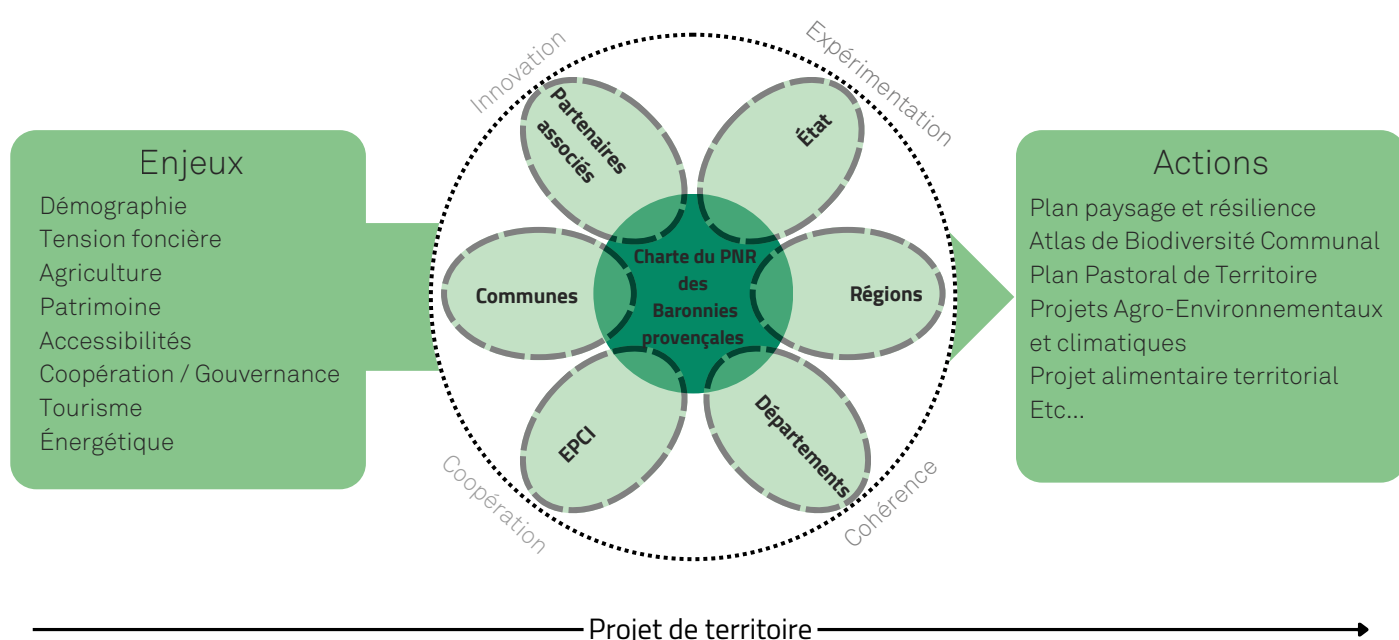 Enjeux
Démographie
Tension foncière
Agriculture
Patrimoine
Accessibilités
Coopération / Gouvernance
Tourisme
Énergétique
Innovation
Expérimentation
Partenaires
associés
État
Communes
Charte du PNR
des
Baronnies
provençales
Régions
EPCI
Départements
Coopération
Cohérence
Actions
Plan paysage et résilience
Atlas de Biodiversité Communal
Plan Pastoral de Territoire
Projets Agro-Environnementaux
et climatiques
Projet alimentaire territorial
Etc...
Projet de territoire